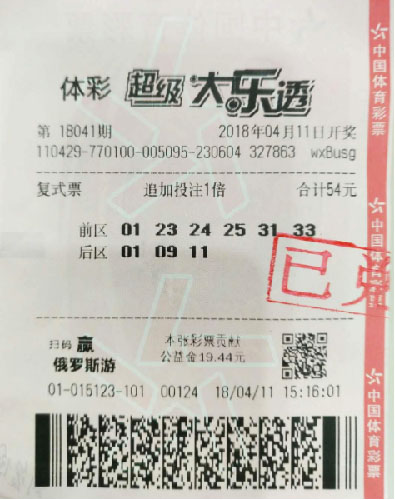 体彩 超级大乐透
第 18041期 2018年04月11日开奖
110429-770100-005095-230604 327863 wx8usg
复式票 追加投注1倍 合计54元
前区 01 23 24 25 31 33
后区 01 09 11
已
扫码 赢 本张彩票贡献
俄罗斯游 公益金19.44元
01-015123-101 00124 18/04/11 15:16:01
中国体育彩票
中国体育彩票
中国体育彩票